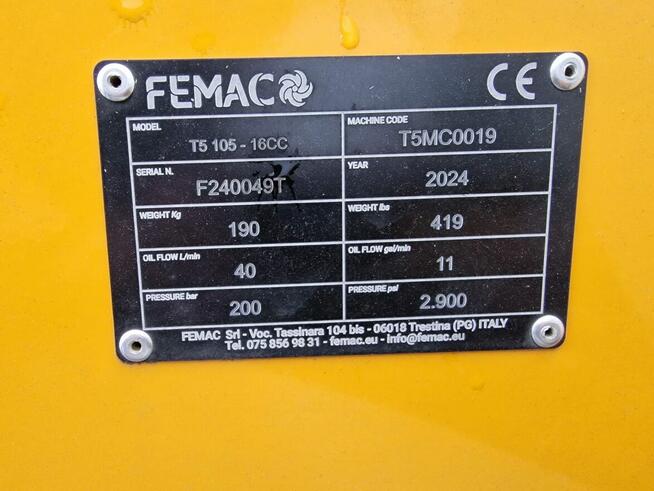 FEMAC CE
MODEL MACHINE CODE
T5 105 - 16CC T5MC0019
SERIAL N. YEAR
F240049T 2024
WEIGHT Kg WEIGHT lbs
190 419
OIL FLOW L/min OIL FLOW gal/min
40 11
PRESSURE bar PRESSURE psi
200 2.900
FEMAC Srl - Voc. Tassinara 104 bis - 06018 Trestina (PG) ITALY
Tel. 075 856 98 31 - femac.eu - info@femac.eu